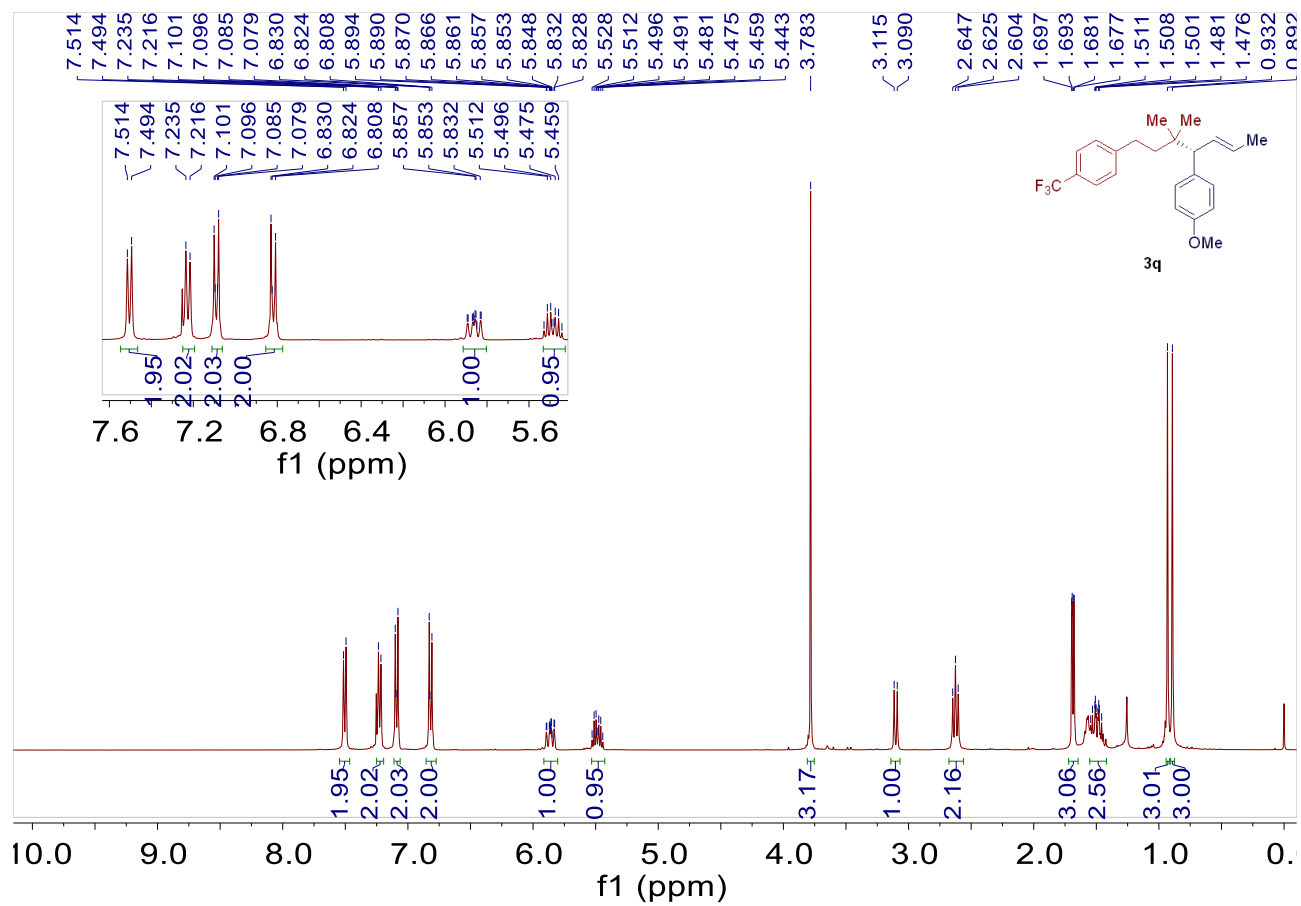 7.514 7.494 7.235 7.216 7.101 7.096 7.085 7.079 6.830 6.824 6.808 5.894 5.890 5.870 5.866 5.861 5.857 5.853 5.848 5.832 5.828 5.528 5.512 5.496 5.491 5.481 5.475 5.459 5.443 3.783 3.115 3.090 2.647 2.625 2.604 1.697 1.693 1.681 1.677 1.511 1.508 1.501 1.481 1.476 0.932 0.892
7.514 7.494 7.235 7.216 7.101 7.096 7.085 7.079 6.830 6.824 6.808 5.857 5.853 5.832 5.512 5.496 5.475 5.459
Me Me
Me
F3C
OMe
3q
1.95 2.02 2.03 2.00 1.00 0.95
7.6 7.2 6.8 6.4 6.0 5.6
f1 (ppm)
1.95 2.02 2.03 2.00 1.00 0.95 3.17 1.00 2.16 3.06 2.56 3.01 3.00
10.0 9.0 8.0 7.0 6.0 5.0 4.0 3.0 2.0 1.0 0.
f1 (ppm)